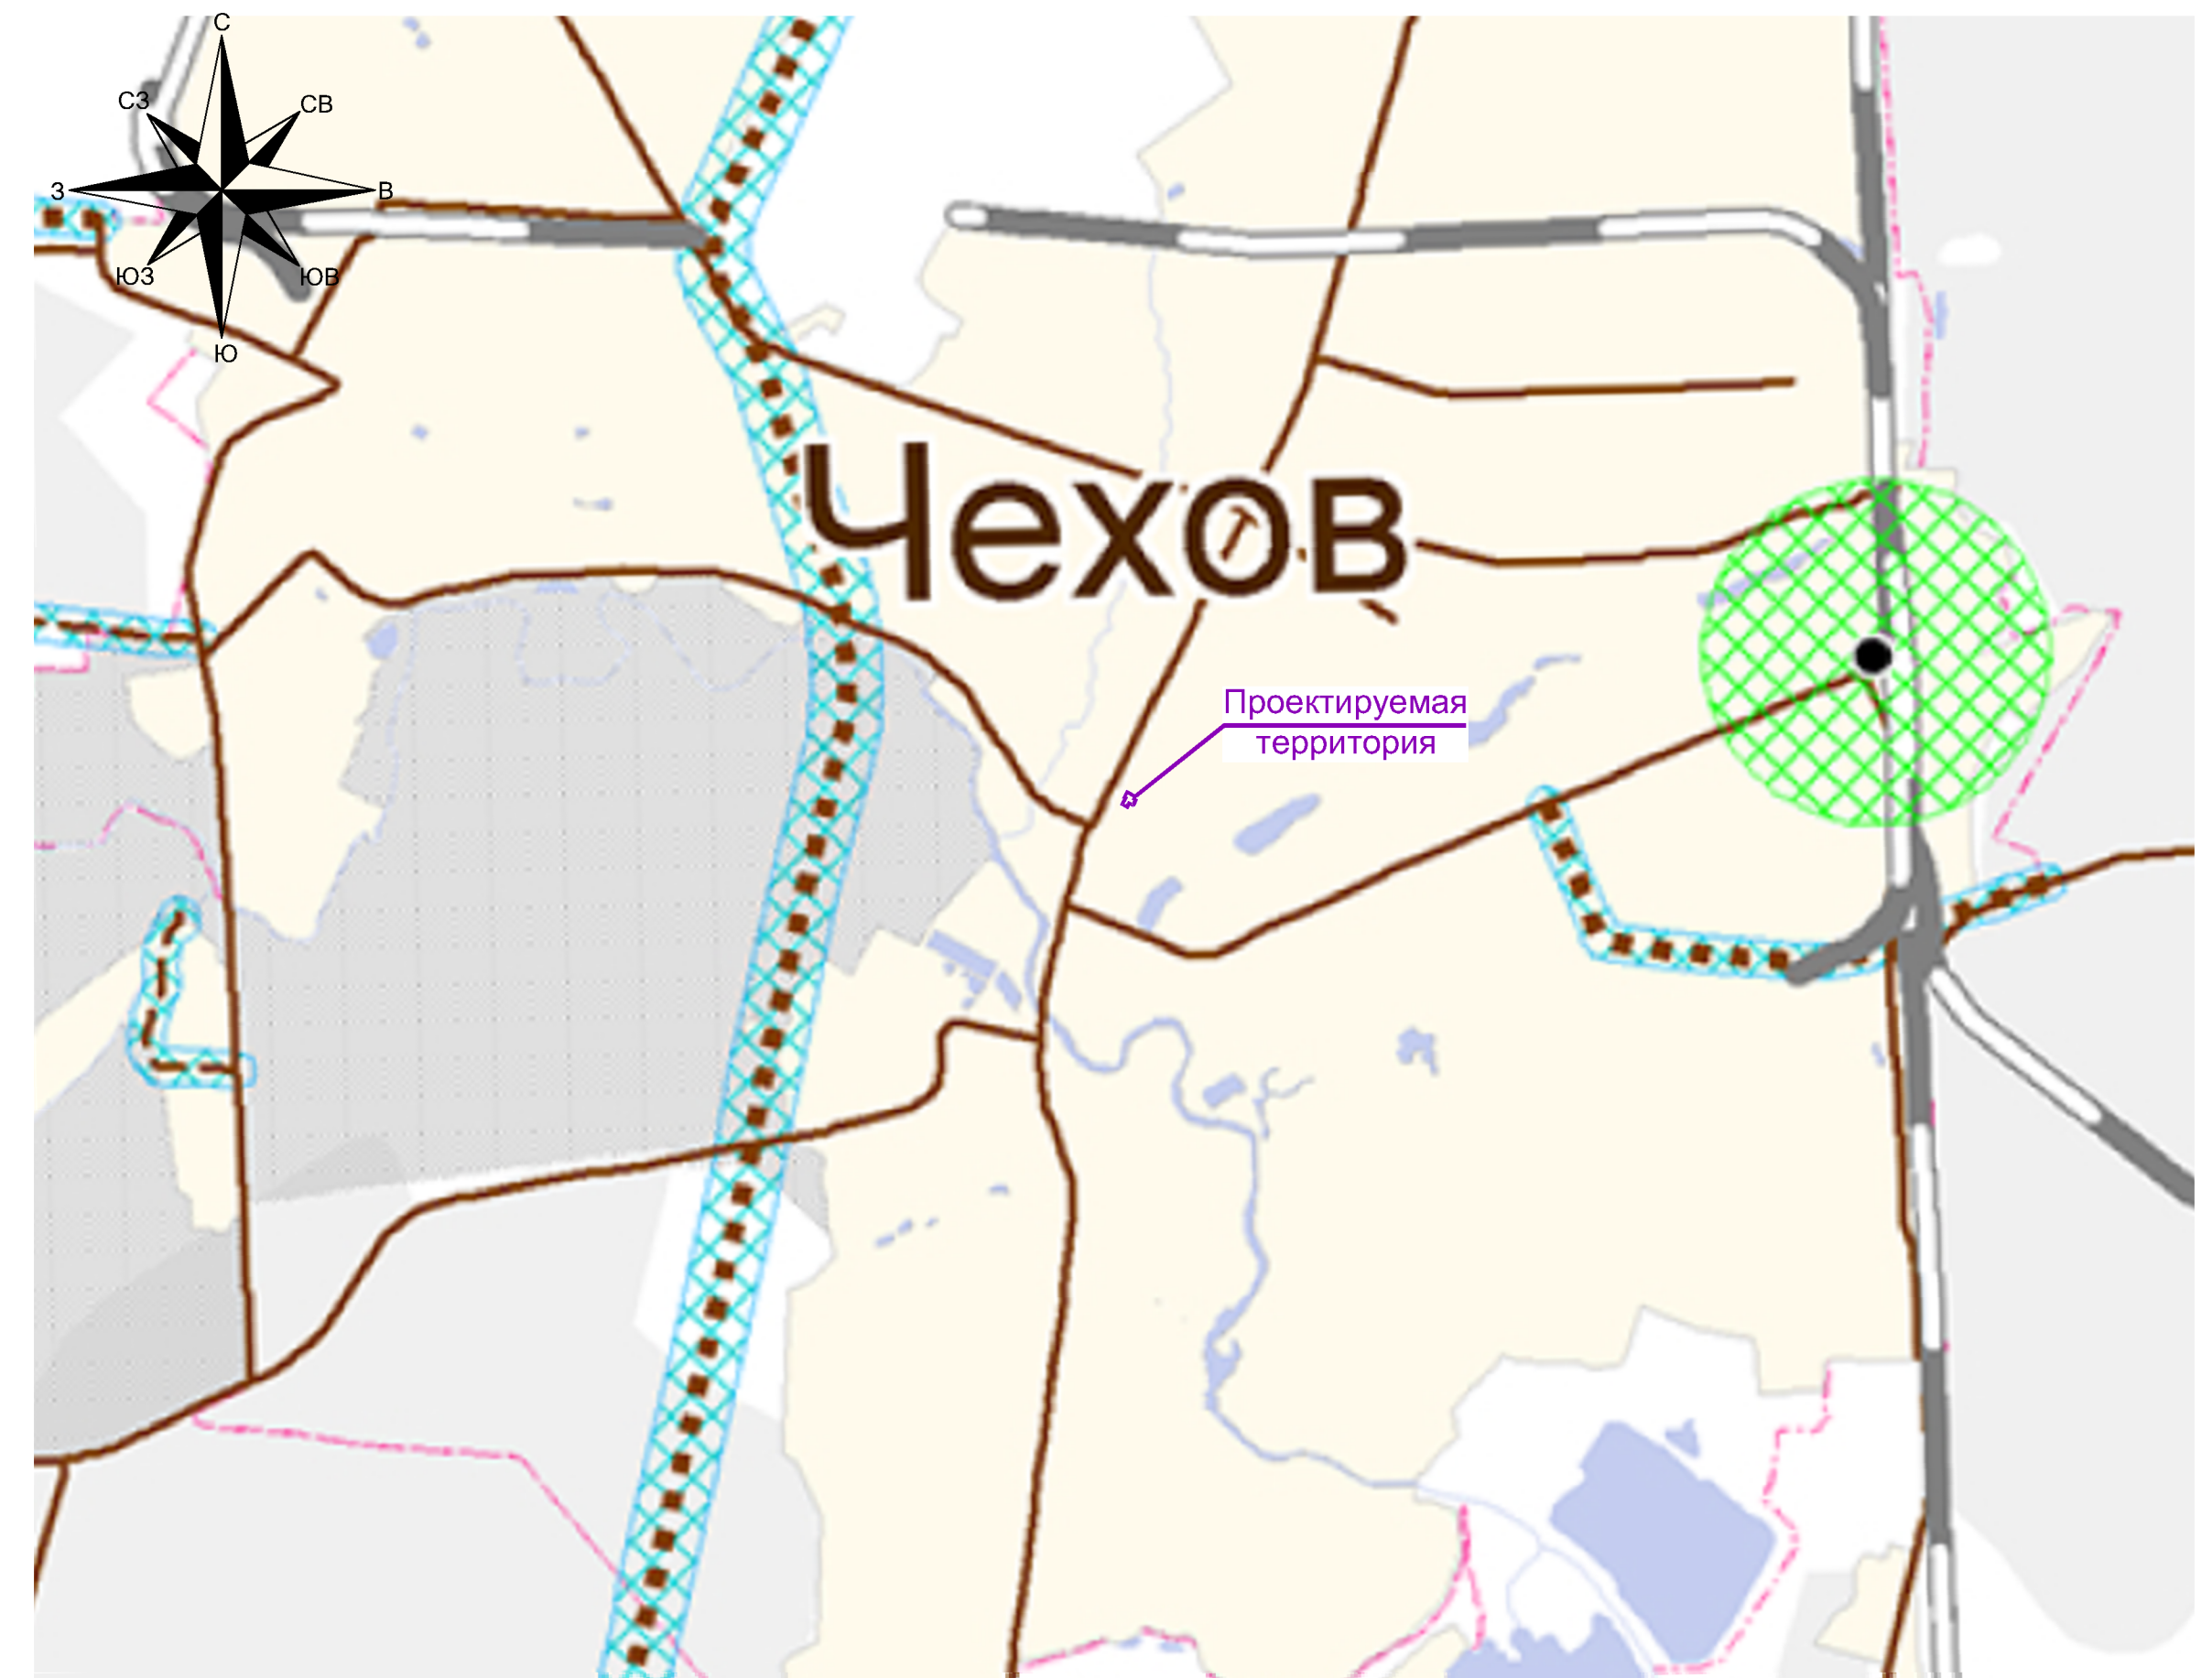 С
СЗ
СВ
З
В
ЮЗ
ЮВ
Ю
Чехов
Проектируемая
территория